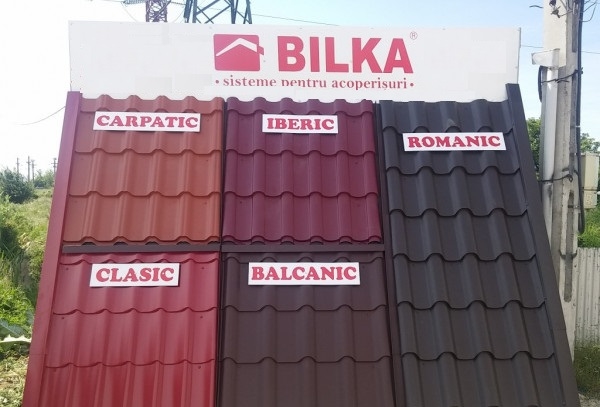 BILKA®
• sisteme pentru acoperișuri •
CARPATIC
IBERIC
ROMANIC
CLASIC
BALCANIC